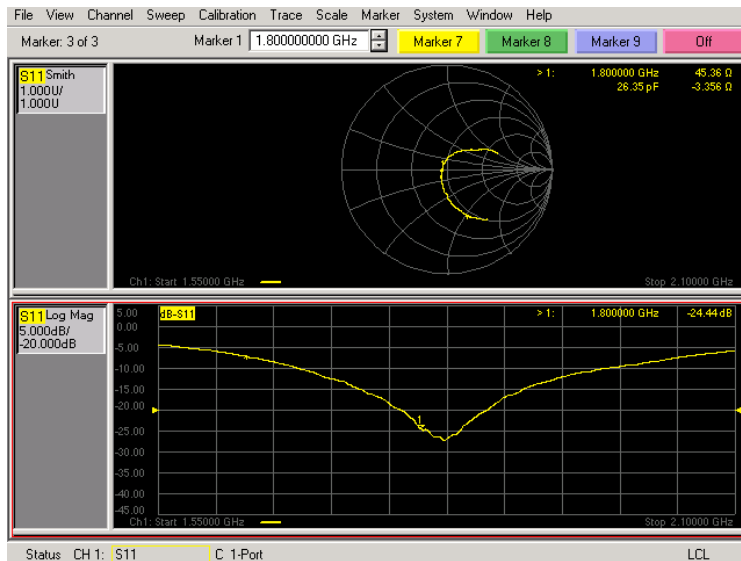 File View Channel Sweep Calibration Trace Scale Marker System Window Help
Marker: 3 of 3 Marker 1 1.800000000 GHz Marker 7 Marker 8 Marker 9 Off
S11 Smith
1.000U/
1.000U
> 1: 1.800000 GHz 45.36 Ω
26.35 pF -3.356 Ω
Ch1: Start 1.55000 GHz Stop 2.10000 GHz
S11 Log Mag
5.000dB/
-20.000dB
5.00 dB-S11 > 1: 1.800000 GHz -24.44 dB
0.00
-5.00
-10.00
-15.00
-20.00
1
-25.00
-30.00
-35.00
-40.00
-45.00
Ch1: Start 1.55000 GHz Stop 2.10000 GHz
Status CH 1: S11 C 1-Port LCL